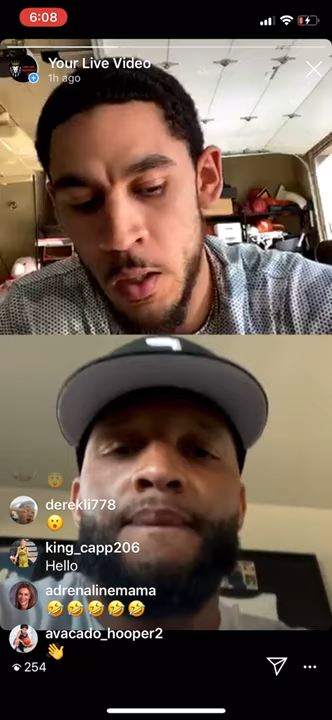 6:08
Your Live Video
1h ago
derekli778
😮
king_capp206
Hello
adrenalinemama
🤣🤣🤣🤣🤣
avacado_hooper2
👋
254